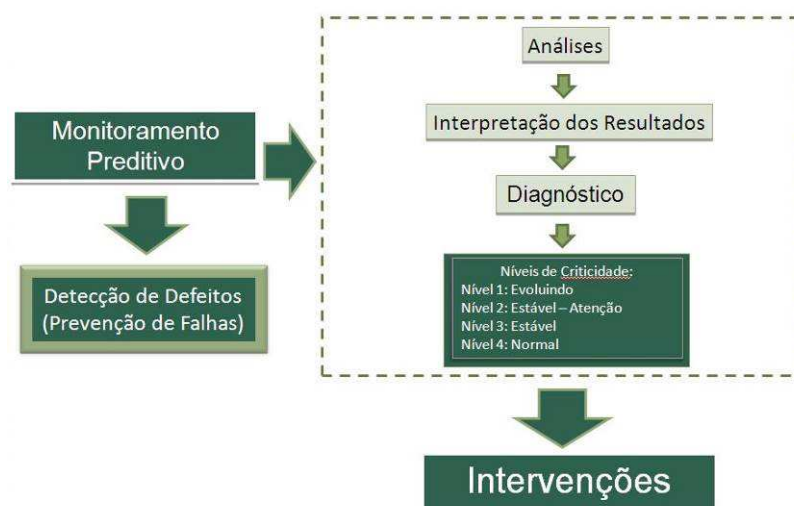 Monitoramento
Preditivo
Detecção de Defeitos
(Prevenção de Falhas)
Análises
Interpretação dos Resultados
Diagnóstico
Níveis de Criticidade:
Nível 1: Evoluindo
Nível 2: Estável – Atenção
Nível 3: Estável
Nível 4: Normal
Intervenções